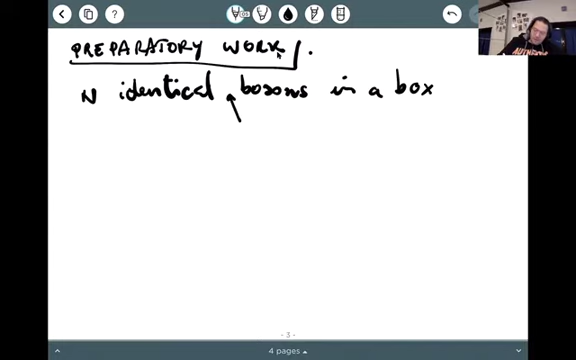 PREPARATORY WORK.
N identical bosons in a box
- 3 -
4 pages